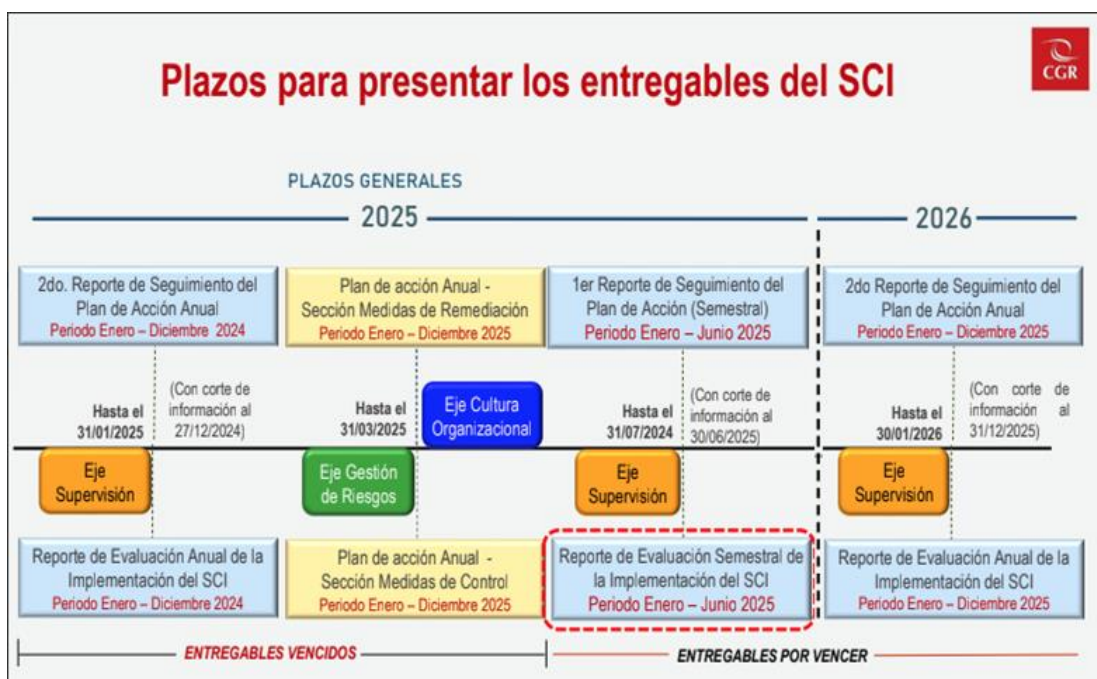 CGR
Plazos para presentar los entregables del SCI
PLAZOS GENERALES
2025
2026
2do. Reporte de Seguimiento del
Plan de Acción Anual
Periodo Enero – Diciembre 2024
Plan de acción Anual -
Sección Medidas de Remediación
Periodo Enero – Diciembre 2025
1er Reporte de Seguimiento del
Plan de Acción (Semestral)
Periodo Enero – Junio 2025
2do Reporte de Seguimiento del
Plan de Acción Anual
Periodo Enero – Diciembre 2025
Hasta el
31/01/2025
(Con corte de
información al
27/12/2024)
Hasta el
31/03/2025
Eje Cultura
Organizacional
Hasta el
31/07/2024
(Con corte de
información al
30/06/2025)
Hasta el
30/01/2026
(Con corte de
información al
31/12/2025)
Eje
Supervisión
Eje Gestión
de Riesgos
Eje
Supervisión
Eje
Supervisión
Reporte de Evaluación Anual de la
Implementación del SCI
Periodo Enero – Diciembre 2024
Plan de acción Anual -
Sección Medidas de Control
Periodo Enero – Diciembre 2025
Reporte de Evaluación Semestral de
la Implementación del SCI
Periodo Enero – Junio 2025
Reporte de Evaluación Anual de la
Implementación del SCI
Periodo Enero – Diciembre 2025
ENTREGABLES VENCIDOS
ENTREGABLES POR VENCER